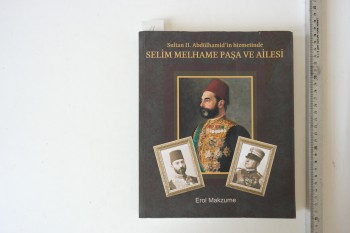 Sultan II. Abdülhamid'in hizmetinde
SELİM MELHAME PAŞA VE AİLESİ
Erol Makzume